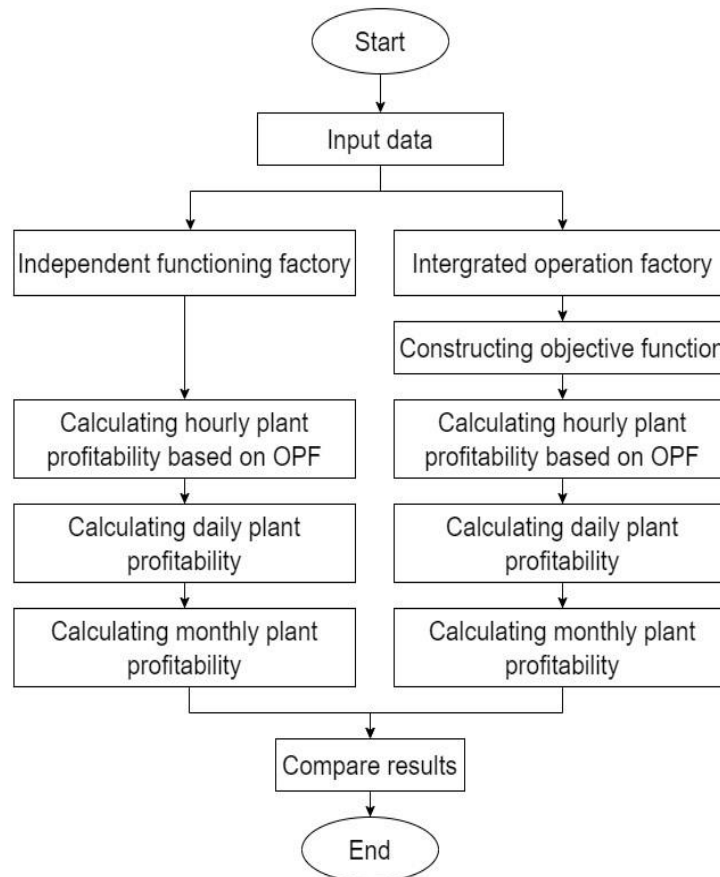 Start
Input data
Independent functioning factory
Intergrated operation factory
Constructing objective function
Calculating hourly plant
profitability based on OPF
Calculating hourly plant
profitability based on OPF
Calculating daily plant
profitability
Calculating daily plant
profitability
Calculating monthly plant
profitability
Calculating monthly plant
profitability
Compare results
End